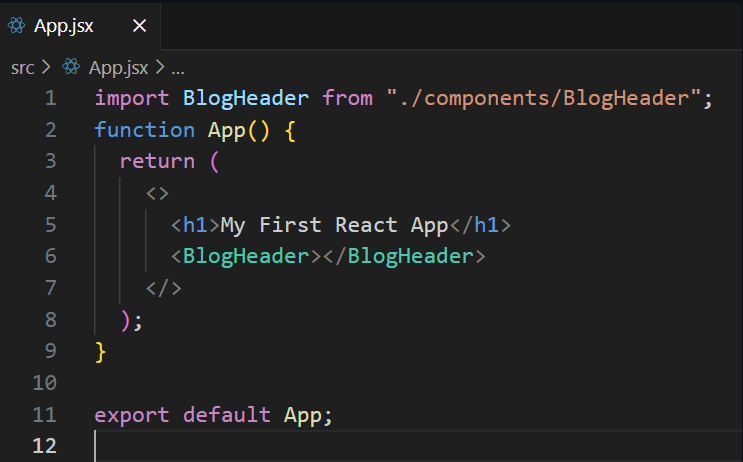 App.jsx ×
src > App.jsx > ...
1 import BlogHeader from "./components/BlogHeader";
2 function App() {
3   return (
4     <>
5       <h1>My First React App</h1>
6       <BlogHeader></BlogHeader>
7     </>
8   );
9 }
10
11 export default App;
12